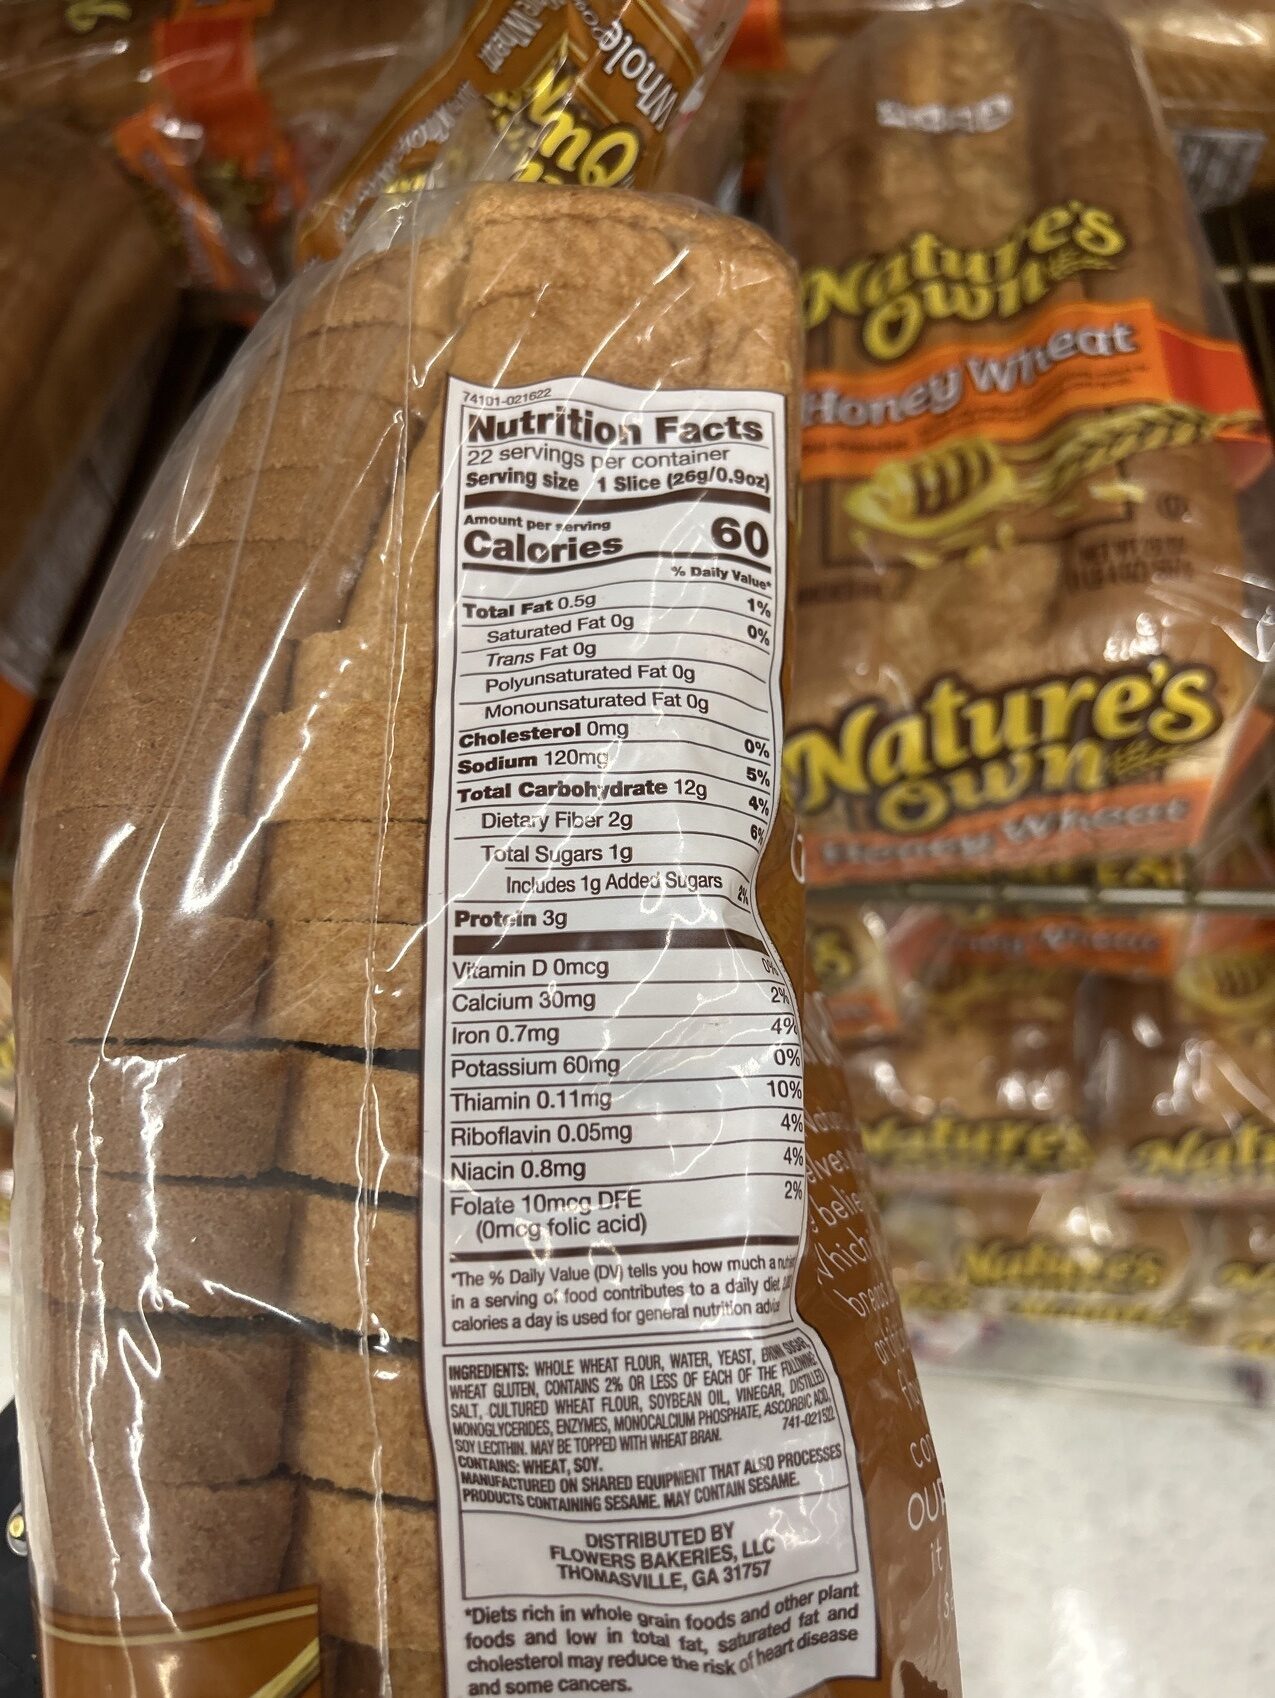 Whole
Nature's
Own
Honey Wheat
Nature's
Own
Honey Wheat
74101-021622
Nutrition Facts
22 servings per container
Serving size 1 Slice (26g/0.9oz)
Amount per serving
Calories 60
% Daily Value*
Total Fat 0.5g 1%
Saturated Fat 0g 0%
Trans Fat 0g
Polyunsaturated Fat 0g
Monounsaturated Fat 0g
Cholesterol 0mg 0%
Sodium 120mg 5%
Total Carbohydrate 12g 4%
Dietary Fiber 2g 6%
Total Sugars 1g
Includes 1g Added Sugars 2%
Protein 3g
Vitamin D 0mcg 0%
Calcium 30mg 2%
Iron 0.7mg 4%
Potassium 60mg 0%
Thiamin 0.11mg 10%
Riboflavin 0.05mg 4%
Niacin 0.8mg 4%
Folate 10mcg DFE 2%
(0mcg folic acid)
*The % Daily Value (DV) tells you how much a
in a serving of food contributes to a daily diet.
calories a day is used for general nutrition
INGREDIENTS: WHOLE WHEAT FLOUR, WATER, YEAST, BROWN SUGAR,
WHEAT GLUTEN, CONTAINS 2% OR LESS OF EACH OF THE FOLLOWING:
SALT, CULTURED WHEAT FLOUR, SOYBEAN OIL, VINEGAR, DISTILLED
MONOGLYCERIDES, ENZYMES, MONOCALCIUM PHOSPHATE, ASCORBIC ACID,
SOY LECITHIN. MAY BE TOPPED WITH WHEAT BRAN. 741-021522
CONTAINS: WHEAT, SOY.
MANUFACTURED ON SHARED EQUIPMENT THAT ALSO PROCESSES
PRODUCTS CONTAINING SESAME. MAY CONTAIN SESAME.
DISTRIBUTED BY
FLOWERS BAKERIES, LLC
THOMASVILLE, GA 31757
*Diets rich in whole grain foods and other plant
foods and low in total fat, saturated fat and
cholesterol may reduce the risk of heart disease
and some cancers.
Nature's
Nature's